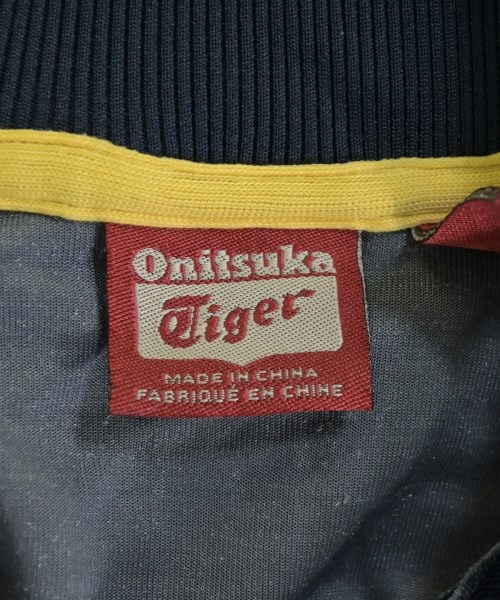 Onitsuka
Tiger
MADE IN CHINA
FABRIQUÉ EN CHINE